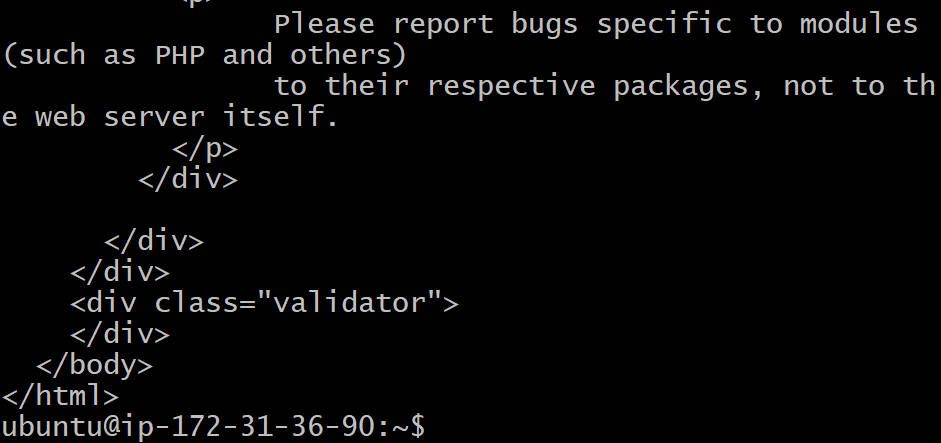 <p>
Please report bugs specific to modules
(such as PHP and others)
to their respective packages, not to th
e web server itself.
</p>
</div>
</div>
</div>
<div class="validator">
</div>
</body>
</html>
ubuntu@ip-172-31-36-90:~$